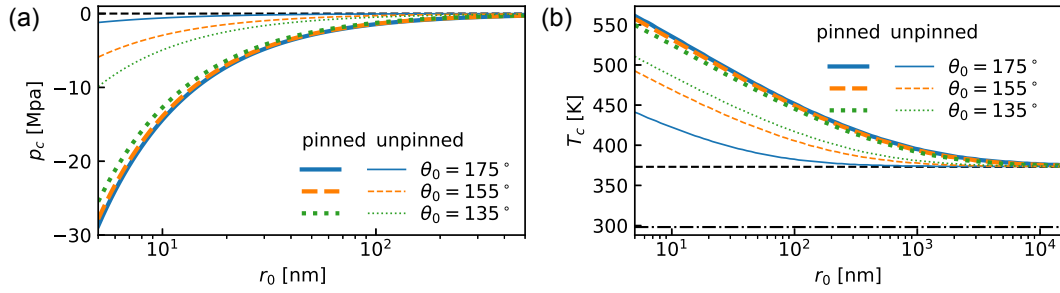 (a)
p_c [Mpa]
0
−10
−20
−30
pinned unpinned
θ_0 = 175°
θ_0 = 155°
θ_0 = 135°
10^1
10^2
r_0 [nm]
(b)
T_c [K]
550
500
450
400
350
300
pinned unpinned
θ_0 = 175°
θ_0 = 155°
θ_0 = 135°
10^1
10^2
10^3
10^4
r_0 [nm]